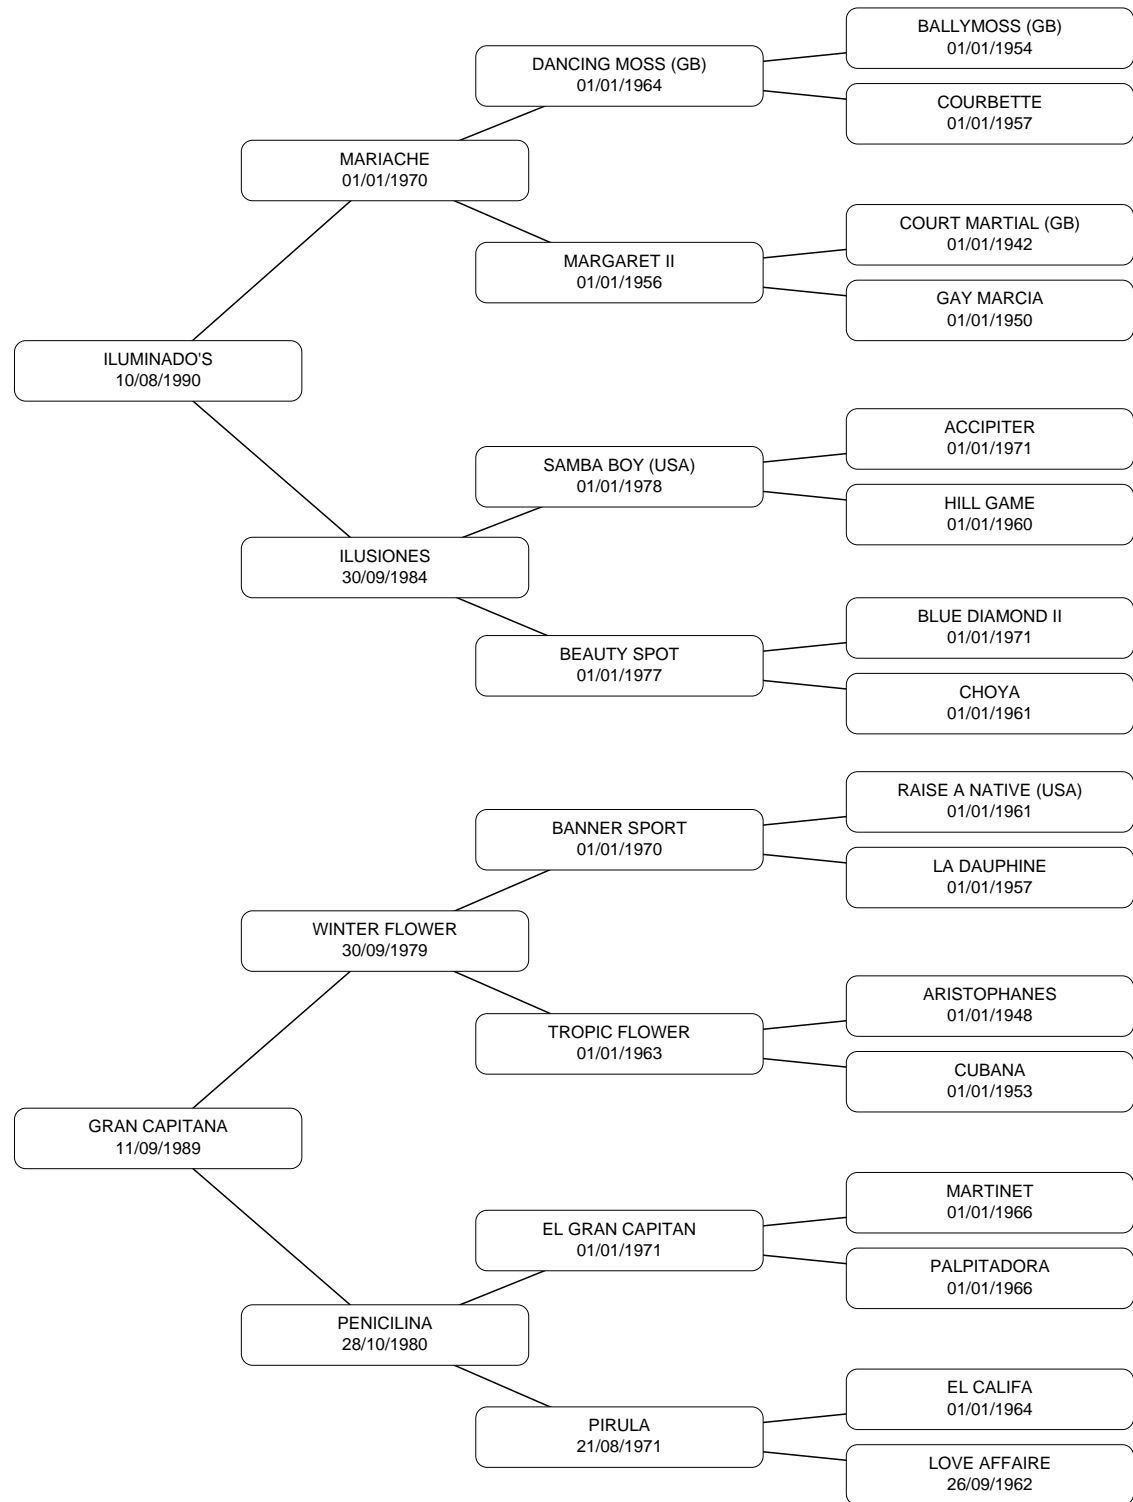 BALLYMOSS (GB)
01/01/1954
DANCING MOSS (GB)
01/01/1964
COURBETTE
01/01/1957
MARIACHE
01/01/1970
COURT MARTIAL (GB)
01/01/1942
MARGARET II
01/01/1956
GAY MARCIA
01/01/1950
ILUMINADO'S
10/08/1990
ACCIPITER
01/01/1971
SAMBA BOY (USA)
01/01/1978
HILL GAME
01/01/1960
ILUSIONES
30/09/1984
BLUE DIAMOND II
01/01/1971
BEAUTY SPOT
01/01/1977
CHOYA
01/01/1961
RAISE A NATIVE (USA)
01/01/1961
BANNER SPORT
01/01/1970
LA DAUPHINE
01/01/1957
WINTER FLOWER
30/09/1979
ARISTOPHANES
01/01/1948
TROPIC FLOWER
01/01/1963
CUBANA
01/01/1953
GRAN CAPITANA
11/09/1989
MARTINET
01/01/1966
EL GRAN CAPITAN
01/01/1971
PALPITADORA
01/01/1966
PENICILINA
28/10/1980
EL CALIFA
01/01/1964
PIRULA
21/08/1971
LOVE AFFAIRE
26/09/1962